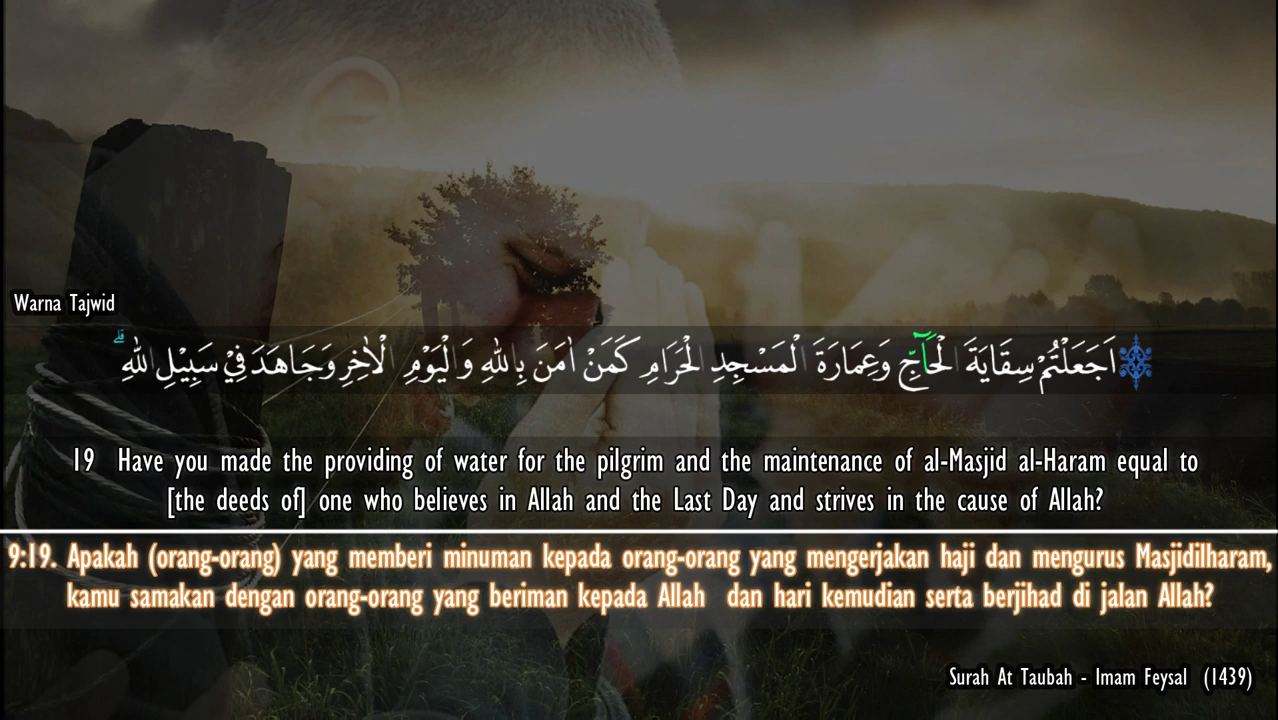 Warna Tajwid
اَجَعَلْتُمْ سِقَايَةَ الْحَآجِّ وَعِمَارَةَ الْمَسْجِدِ الْحَرَامِ كَمَنْ اٰمَنَ بِاللّٰهِ وَالْيَوْمِ الْاٰخِرِ وَجَاهَدَ فِيْ سَبِيْلِ اللّٰهِ ۗ
19 Have you made the providing of water for the pilgrim and the maintenance of al-Masjid al-Haram equal to
[the deeds of] one who believes in Allah and the Last Day and strives in the cause of Allah?
9:19. Apakah (orang-orang) yang memberi minuman kepada orang-orang yang mengerjakan haji dan mengurus Masjidilharam,
kamu samakan dengan orang-orang yang beriman kepada Allah dan hari kemudian serta berjihad di jalan Allah?
Surah At Taubah - Imam Feysal (1439)